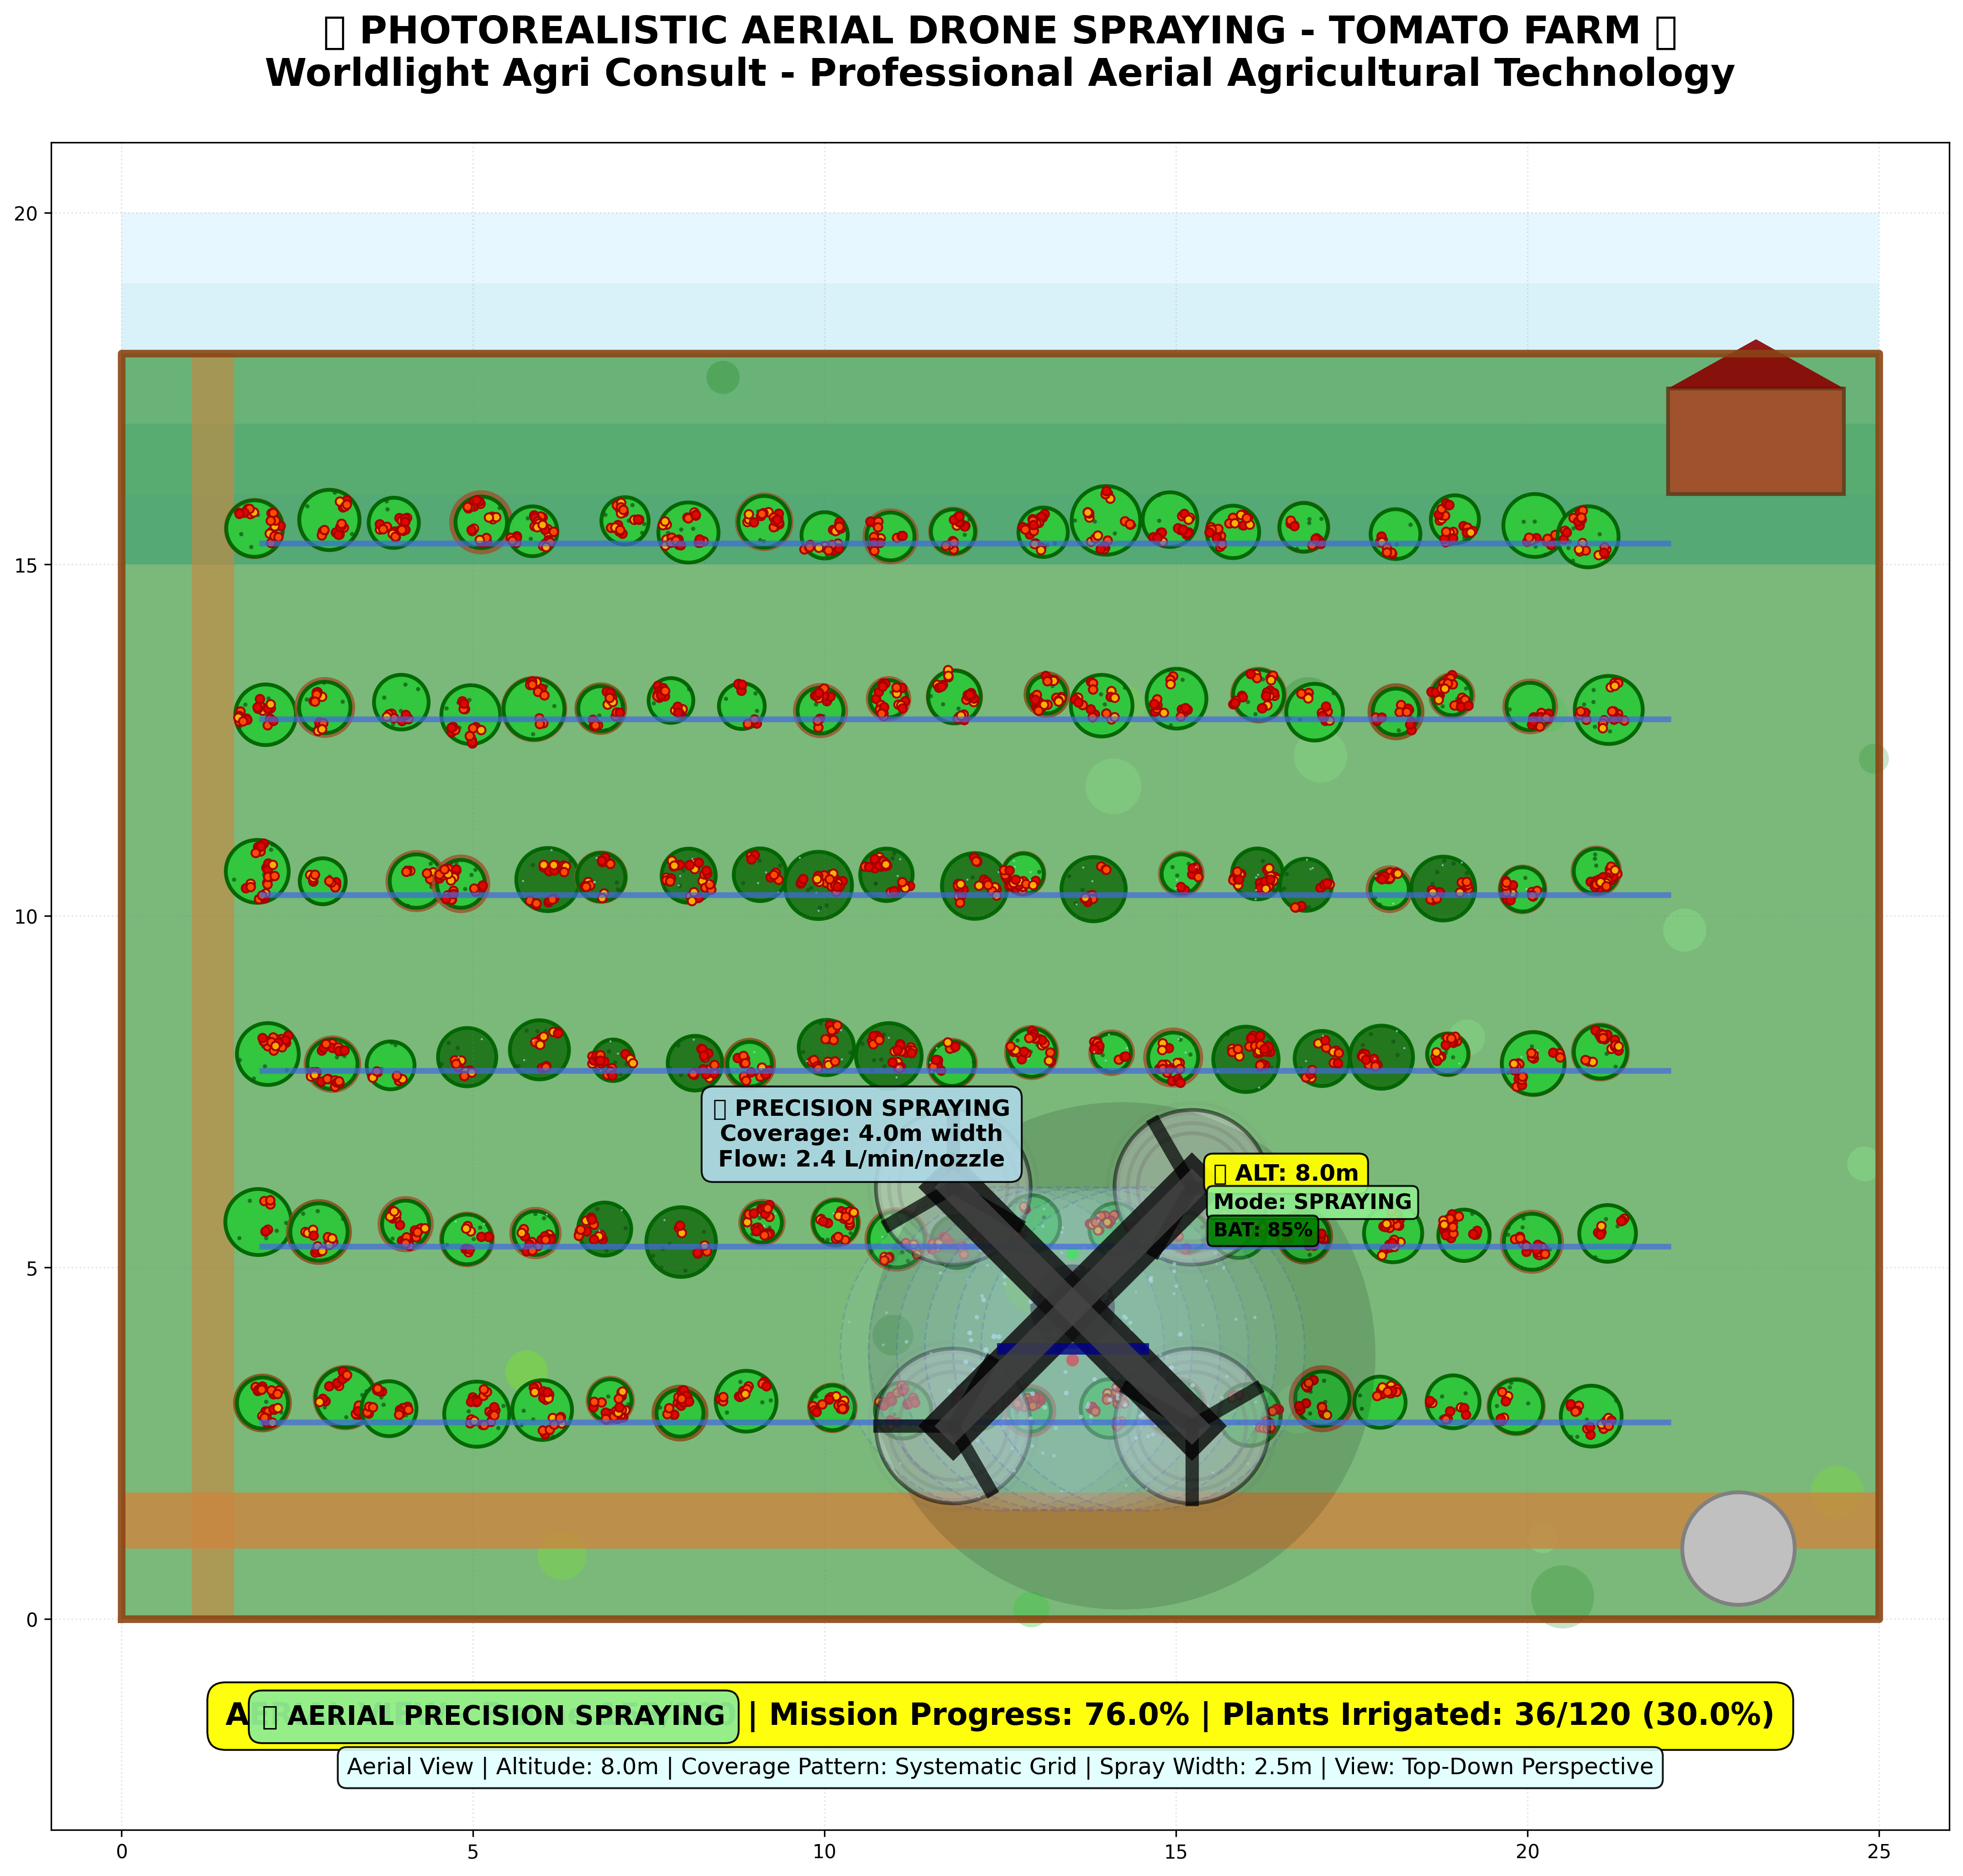 PHOTOREALISTIC AERIAL DRONE SPRAYING - TOMATO FARM
Worldlight Agri Consult - Professional Aerial Agricultural Technology
20
15
10
5
0
PRECISION SPRAYING
Coverage: 4.0m width
Flow: 2.4 L/min/nozzle
ALT: 8.0m
Mode: SPRAYING
BAT: 85%
AERIAL PRECISION SPRAYING
| Mission Progress: 76.0% | Plants Irrigated: 36/120 (30.0%)
Aerial View | Altitude: 8.0m | Coverage Pattern: Systematic Grid | Spray Width: 2.5m | View: Top-Down Perspective
0 5 10 15 20 25